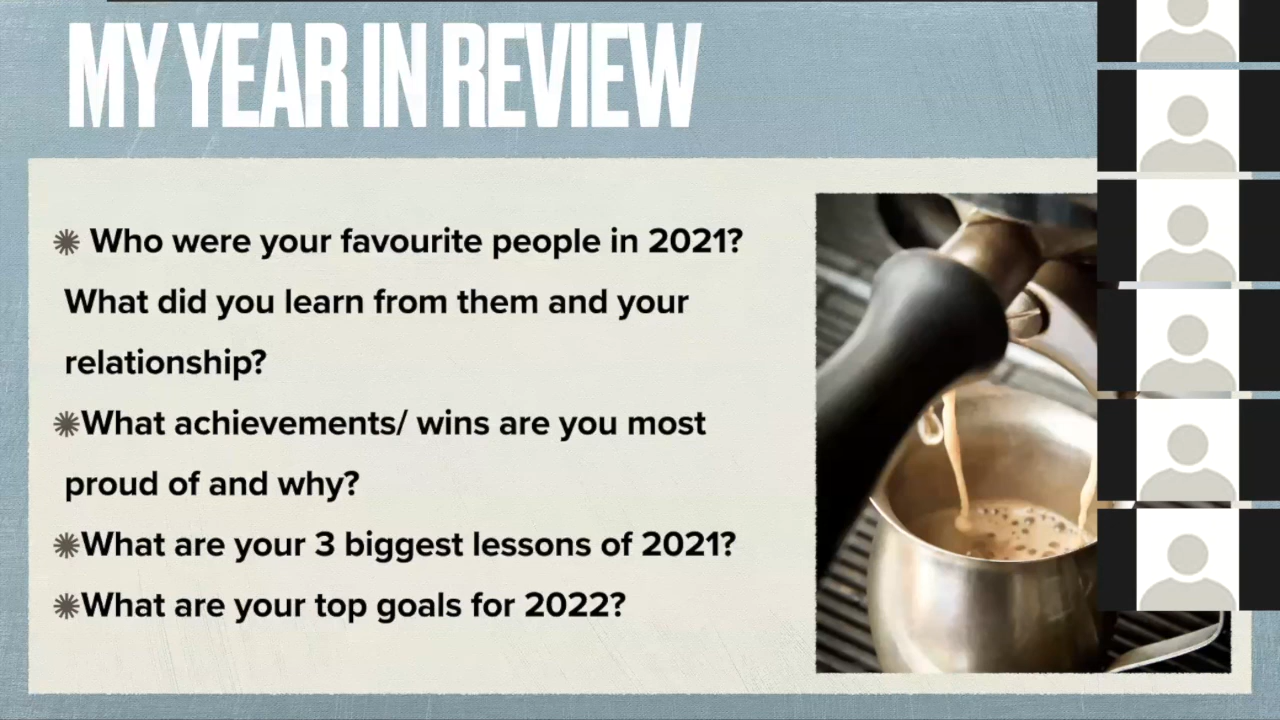 MY YEAR IN REVIEW
Who were your favourite people in 2021?
What did you learn from them and your
relationship?
What achievements/ wins are you most
proud of and why?
What are your 3 biggest lessons of 2021?
What are your top goals for 2022?